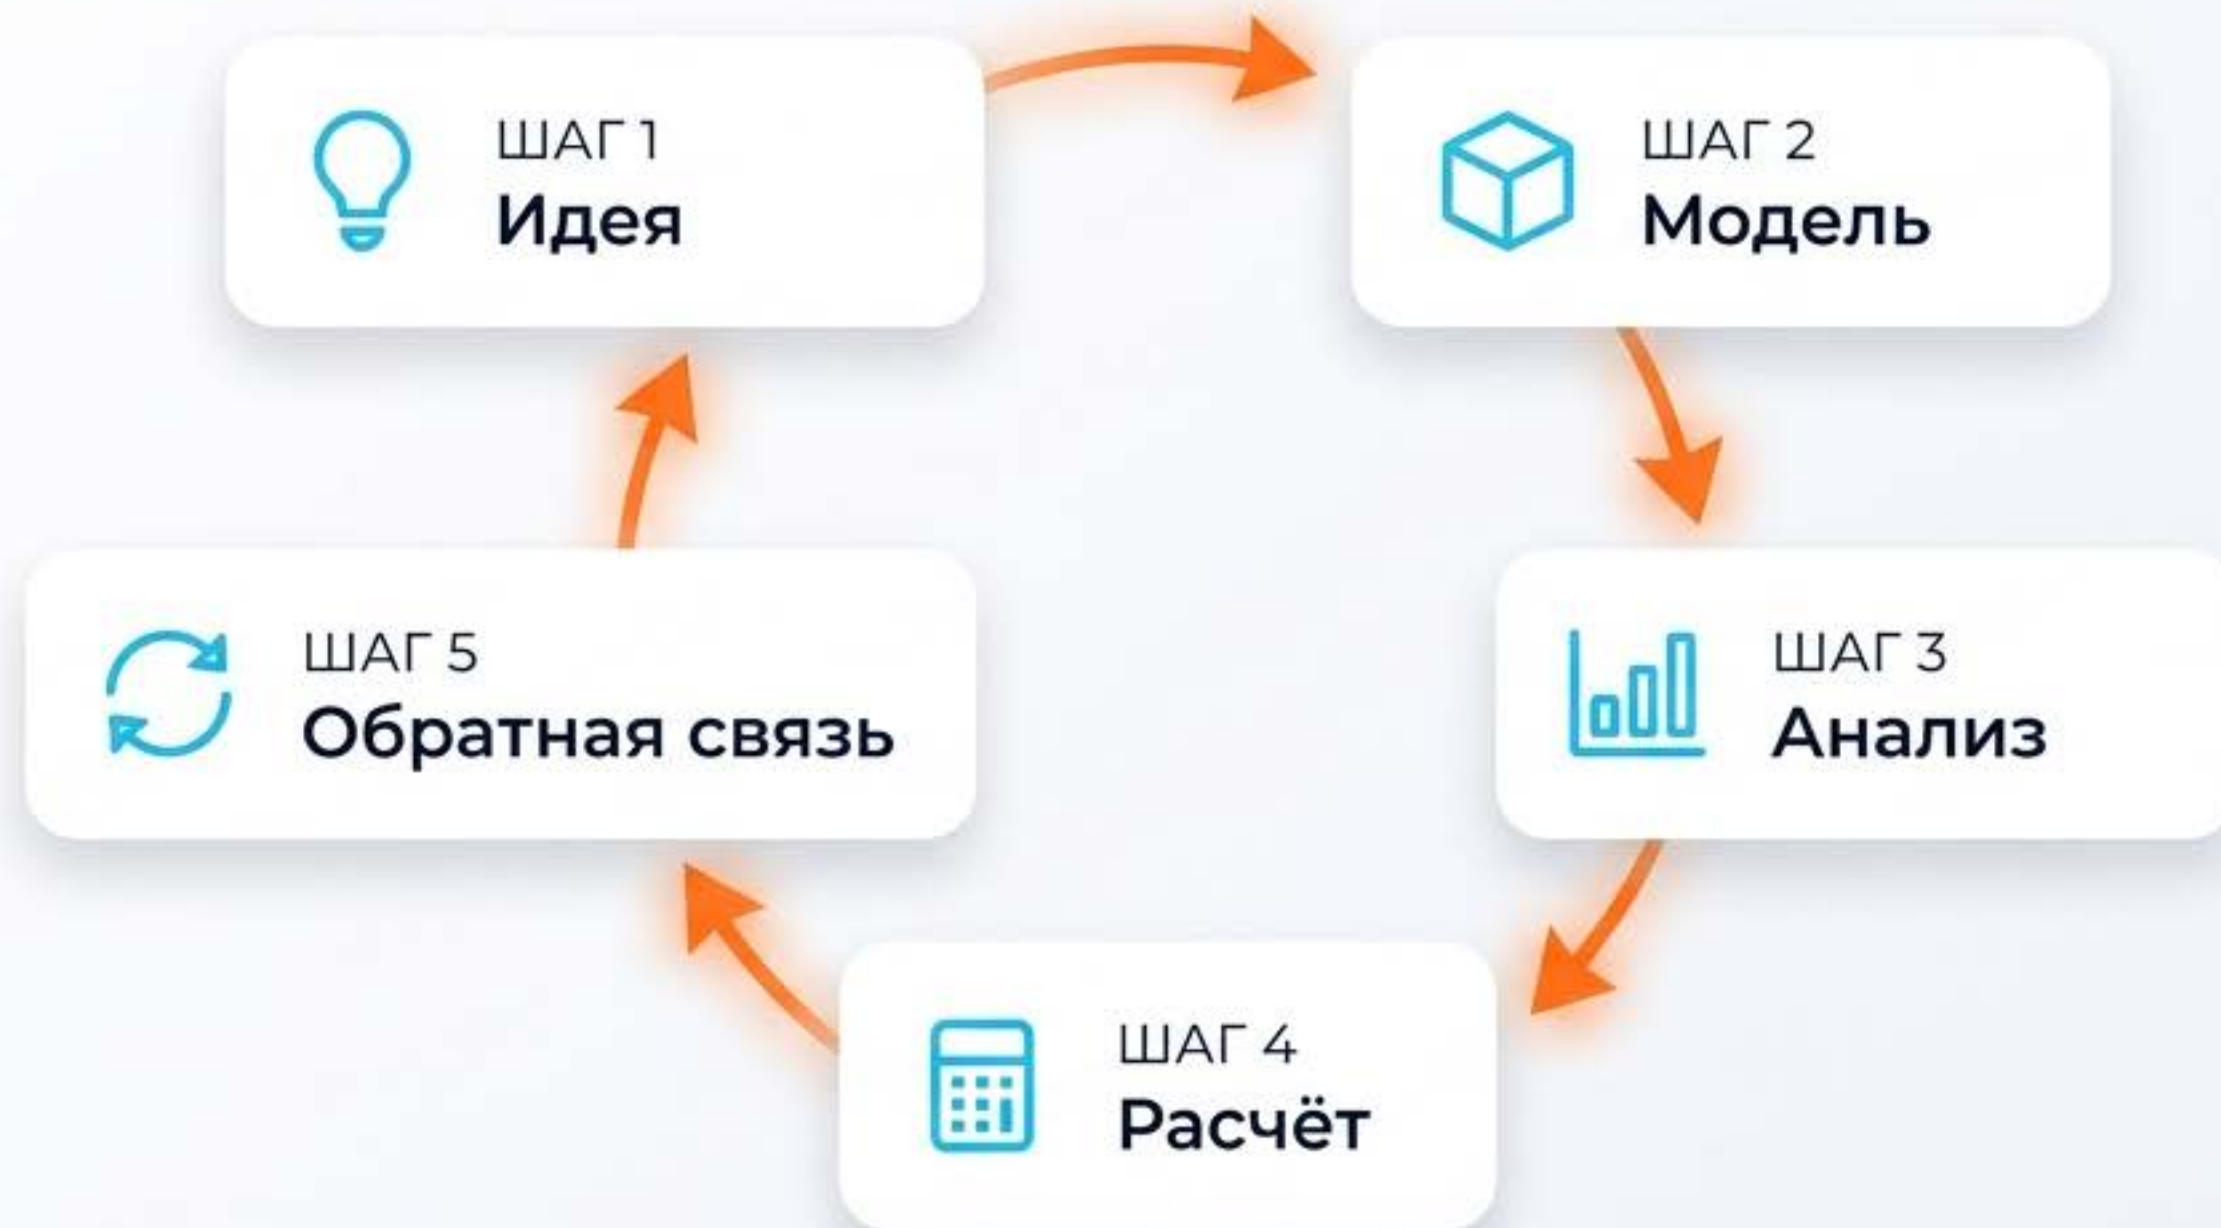 ШАГ 1
Идея
ШАГ 2
Модель
ШАГ 3
Анализ
ШАГ 4
Расчёт
ШАГ 5
Обратная связь